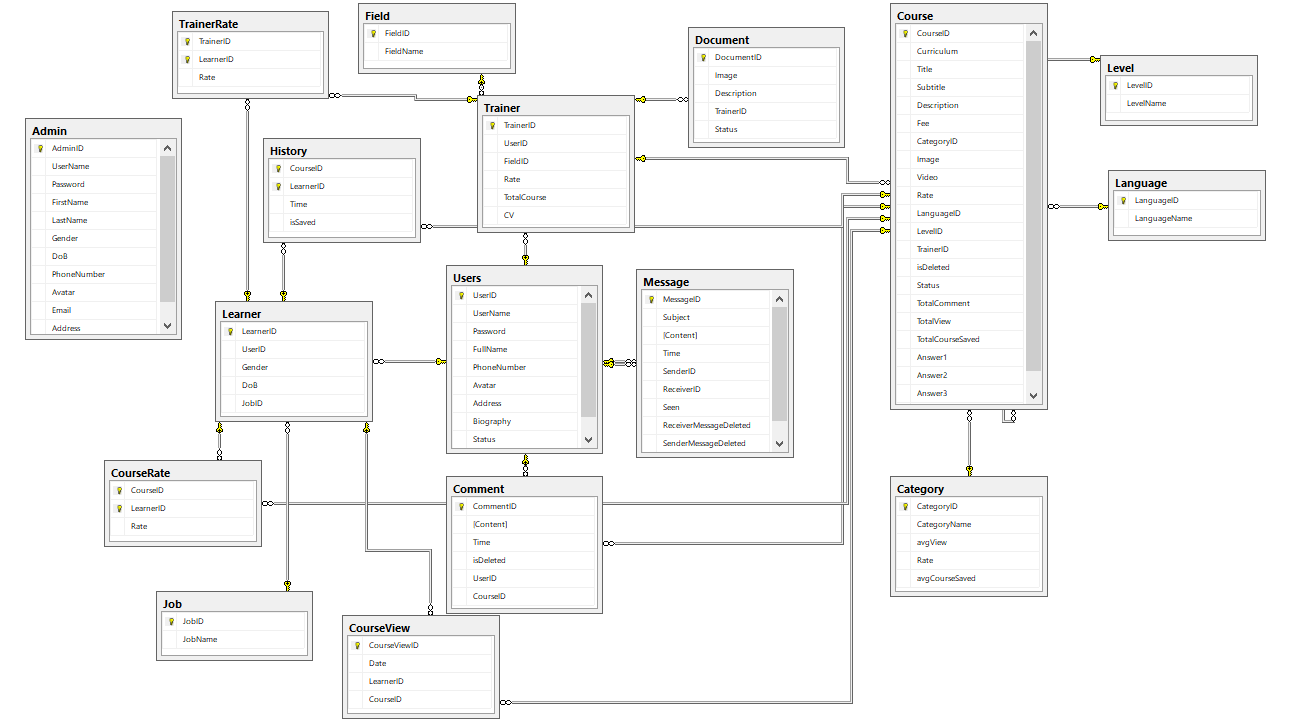 TrainerRate
TrainerID
LearnerID
Rate
Field
FieldID
FieldName
Document
DocumentID
Image
Description
TrainerID
Status
Course
CourseID
Curriculum
Title
Subtitle
Description
Fee
CategoryID
Image
Video
Rate
LanguageID
LevelID
TrainerID
isDeleted
Status
TotalComment
TotalView
TotalCourseSaved
Answer1
Answer2
Answer3
Level
LevelID
LevelName
Admin
AdminID
UserName
Password
FirstName
LastName
Gender
DoB
PhoneNumber
Avatar
Email
Address
History
CourseID
LearnerID
Time
isSaved
Trainer
TrainerID
UserID
FieldID
Rate
TotalCourse
CV
Language
LanguageID
LanguageName
Learner
LearnerID
UserID
Gender
DoB
JobID
Users
UserID
UserName
Password
FullName
PhoneNumber
Avatar
Address
Biography
Status
Message
MessageID
Subject
[Content]
Time
SenderID
ReceiverID
Seen
ReceiverMessageDeleted
SenderMessageDeleted
CourseRate
CourseID
LearnerID
Rate
Comment
CommentID
[Content]
Time
isDeleted
UserID
CourseID
Category
CategoryID
CategoryName
avgView
Rate
avgCourseSaved
Job
JobID
JobName
CourseView
CourseViewID
Date
LearnerID
CourseID